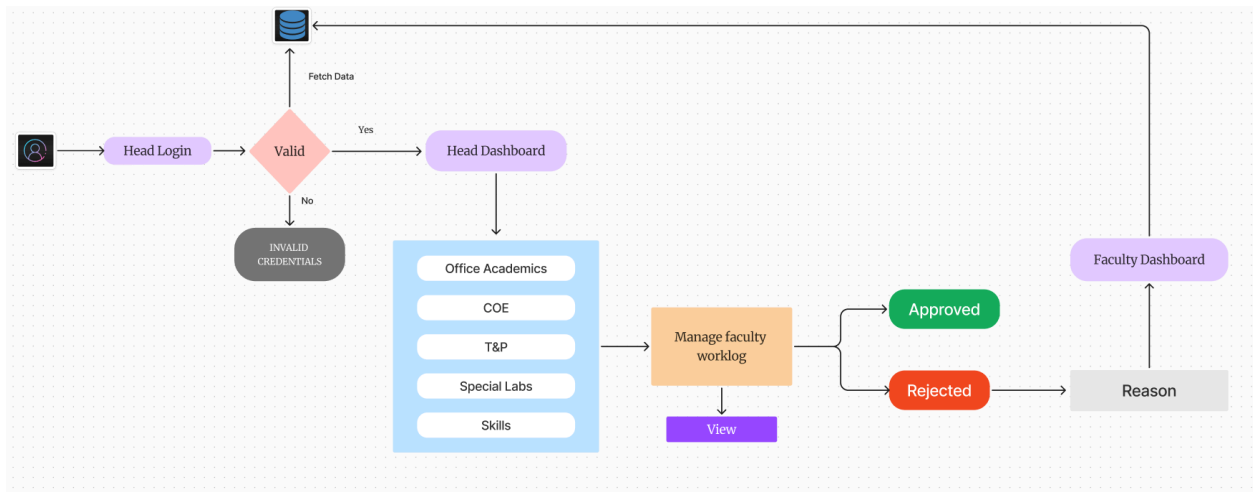 Fetch Data
Yes
Head Login
Valid
Head Dashboard
No
INVALID
CREDENTIALS
Office Academics
COE
T&P
Special Labs
Skills
Manage faculty
worklog
View
Approved
Rejected
Reason
Faculty Dashboard